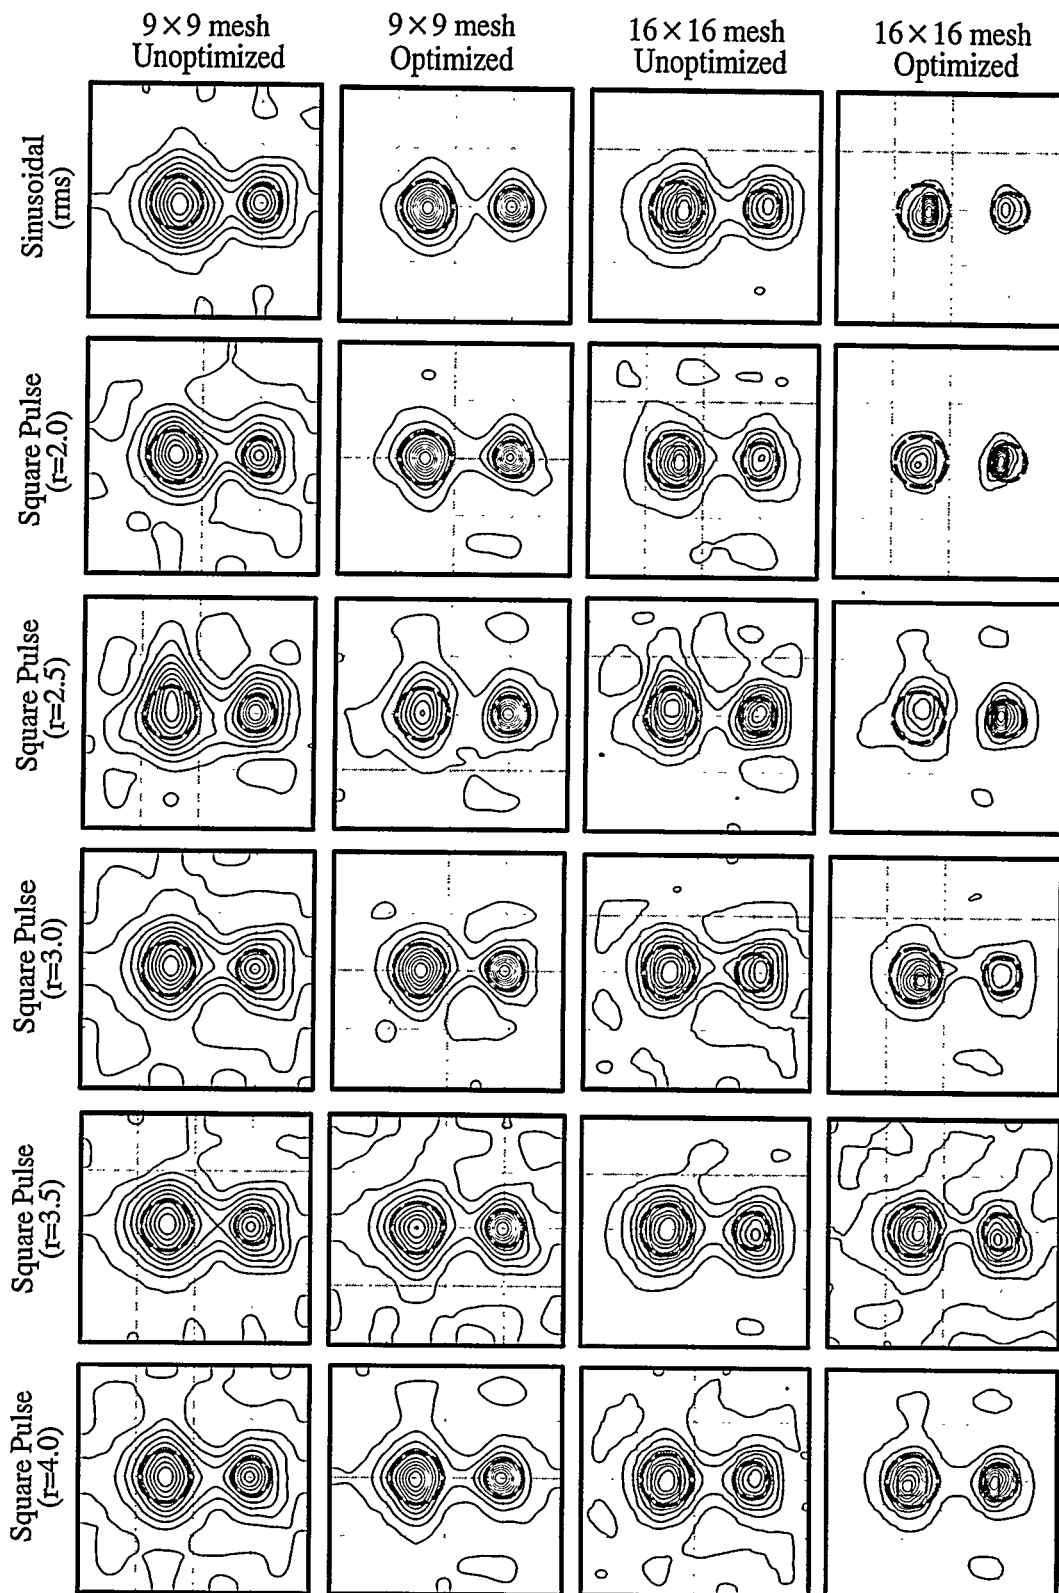 9×9 mesh
Unoptimized
9×9 mesh
Optimized
16×16 mesh
Unoptimized
16×16 mesh
Optimized
Sinusoidal
(rms)
Square Pulse
(r=2.0)
Square Pulse
(r=2.5)
Square Pulse
(r=3.0)
Square Pulse
(r=3.5)
Square Pulse
(r=4.0)